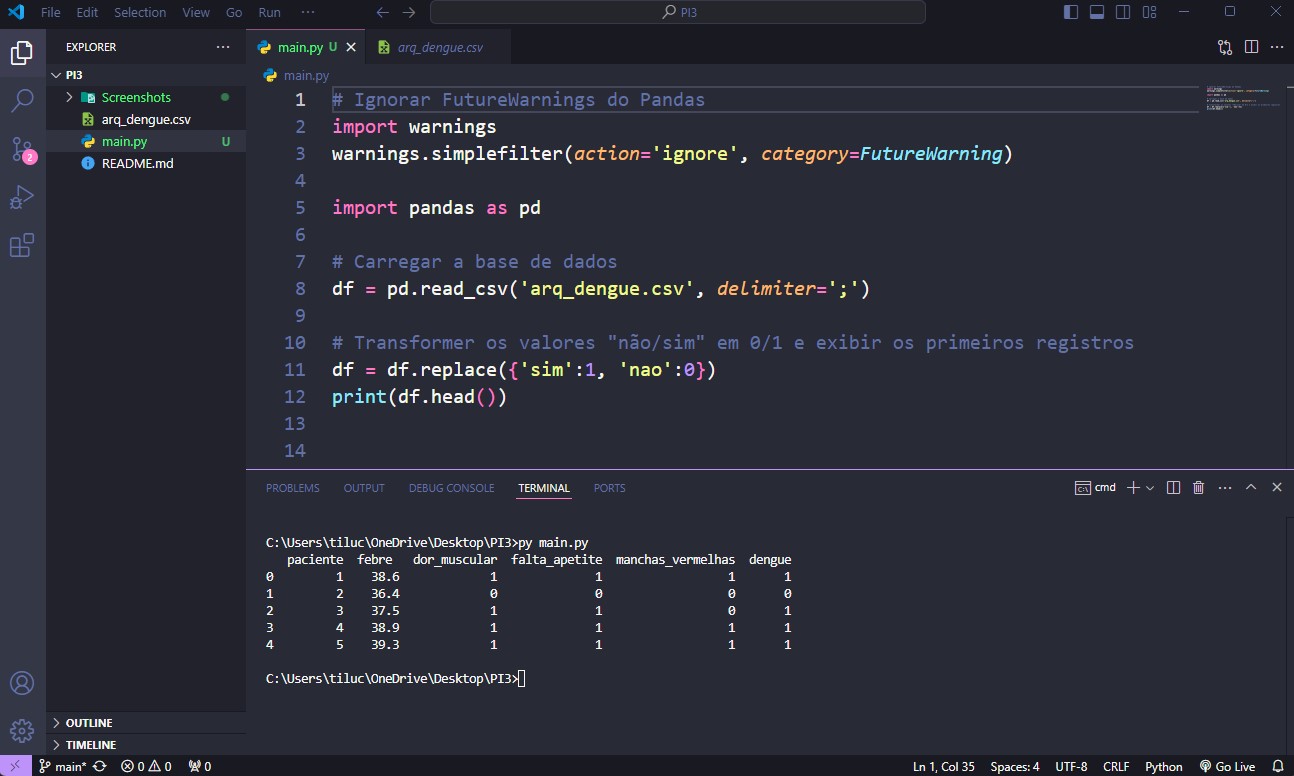 File Edit Selection View Go Run ··· ← → PI3
EXPLORER ···
PI3
Screenshots
arq_dengue.csv
main.py U
README.md
OUTLINE
TIMELINE
2
main.py U arq_dengue.csv
main.py
1 # Ignorar FutureWarnings do Pandas
2 import warnings
3 warnings.simplefilter(action='ignore', category=FutureWarning)
4
5 import pandas as pd
6
7 # Carregar a base de dados
8 df = pd.read_csv('arq_dengue.csv', delimiter=';')
9
10 # Transformer os valores "não/sim" em 0/1 e exibir os primeiros registros
11 df = df.replace({'sim':1, 'nao':0})
12 print(df.head())
13
14
PROBLEMS OUTPUT DEBUG CONSOLE TERMINAL PORTS cmd
C:\Users\tiluc\OneDrive\Desktop\PI3>py main.py
paciente febre dor_muscular falta_apetite manchas_vermelhas dengue
0 1 38.6 1 1 1 1
1 2 36.4 0 0 0 0
2 3 37.5 1 1 0 1
3 4 38.9 1 1 1 1
4 5 39.3 1 1 1 1
C:\Users\tiluc\OneDrive\Desktop\PI3>
main* 0 0 0 Ln 1, Col 35 Spaces: 4 UTF-8 CRLF Python Go Live